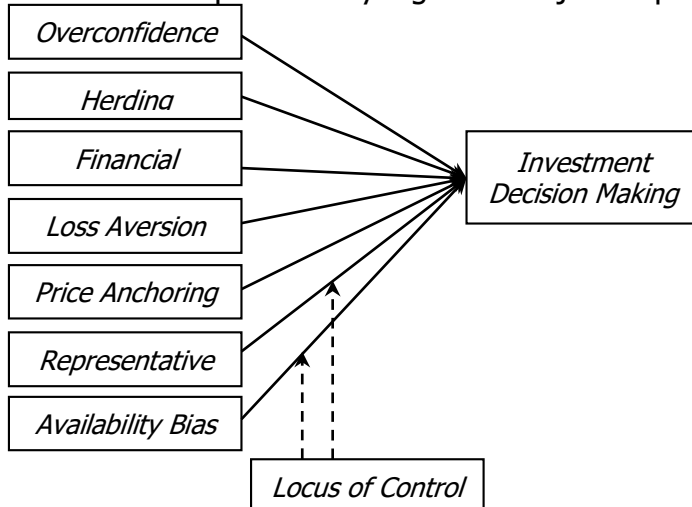 Overconfidence
Herding
Financial
Investment
Decision Making
Loss Aversion
Price Anchoring
Representative
Availability Bias
Locus of Control